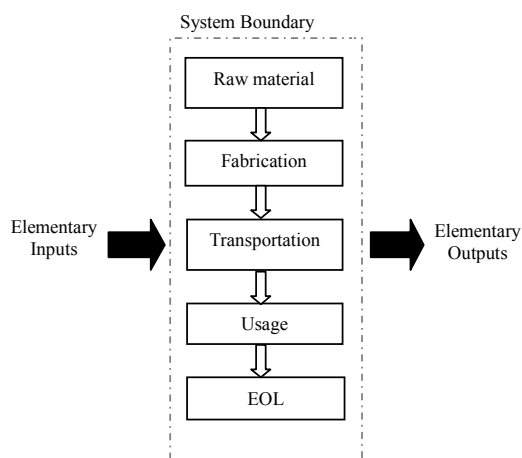 System Boundary
Raw material
Fabrication
Elementary
Inputs
Transportation
Elementary
Outputs
Usage
EOL